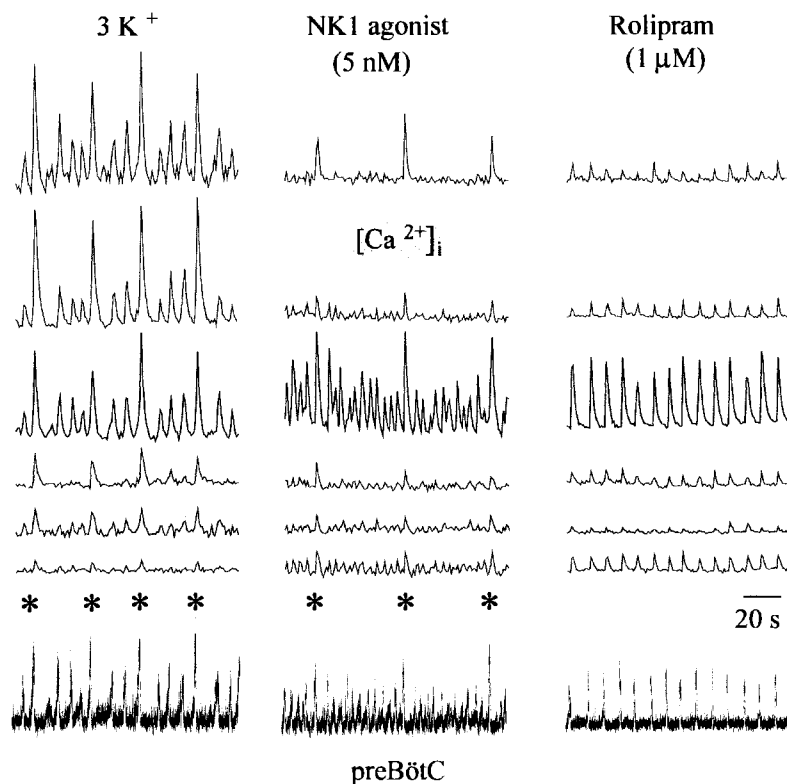 3 K +
NK1 agonist
(5 nM)
Rolipram
(1 µM)
[Ca 2+]i
* * * *
* * *
20 s
preBötC